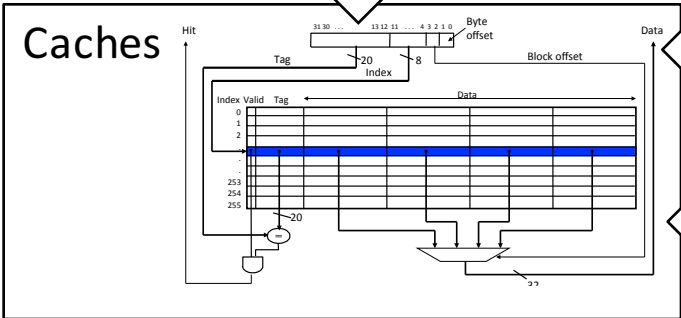 Caches
Hit
31 30 . . .
13 12 11 . . . 4 3 2 1 0
Byte
offset
Data
Tag
20
8
Index
Block offset
Index Valid Tag
Data
0
1
2
.
.
.
253
254
255
20
=
32